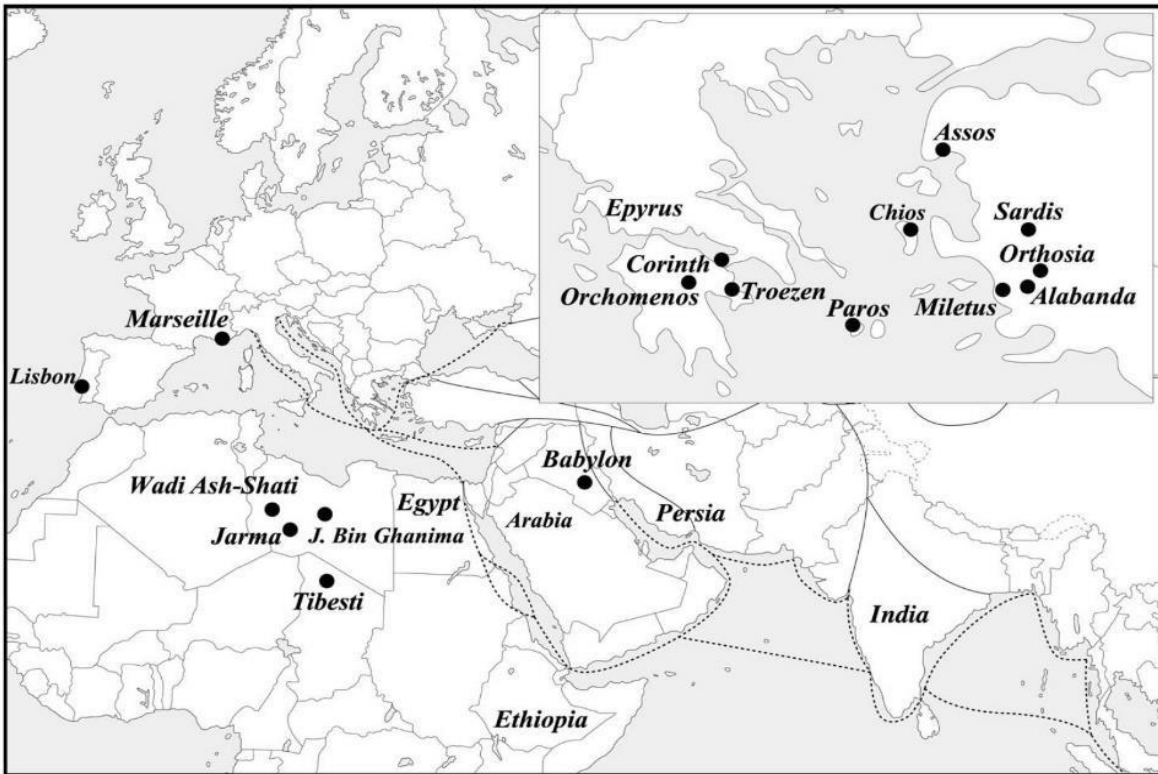 Assos
Chios
Sardis
Epyrus
Orthosia
Corinth
Orchomenos
Troezen
Paros
Miletus
Alabanda
Marseille
Lisbon
Babylon
Wadi Ash-Shati
Egypt
Arabia
Persia
Jarma
J. Bin Ghanima
Tibesti
India
Ethiopia